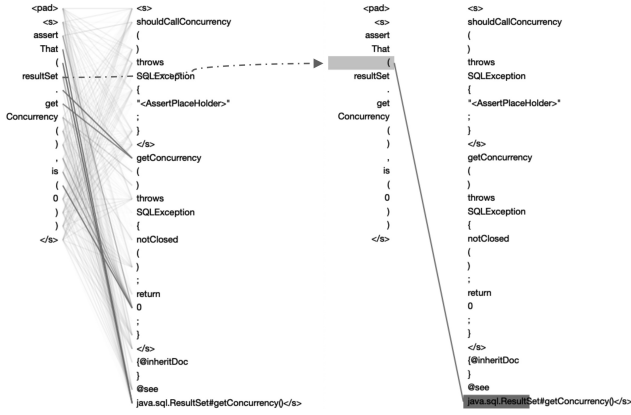 <pad>
<s>
assert
That
(
resultSet
.
get
Concurrency
(
)
,
is
(
0
)
)
</s>
<s>
shouldCallConcurrency
(
)
throws
SQLException
{
"<AssertPlaceHolder>"
;
}
</s>
getConcurrency
(
)
throws
SQLException
{
notClosed
(
)
;
return
0
;
}
</s>
{@inheritDoc
}
@see
java.sql.ResultSet#getConcurrency()</s>
<pad>
<s>
assert
That
(
resultSet
.
get
Concurrency
(
)
,
is
(
0
)
)
</s>
<s>
shouldCallConcurrency
(
)
throws
SQLException
{
"<AssertPlaceHolder>"
;
}
</s>
getConcurrency
(
)
throws
SQLException
{
notClosed
(
)
;
return
0
;
}
</s>
{@inheritDoc
}
@see
java.sql.ResultSet#getConcurrency()</s>